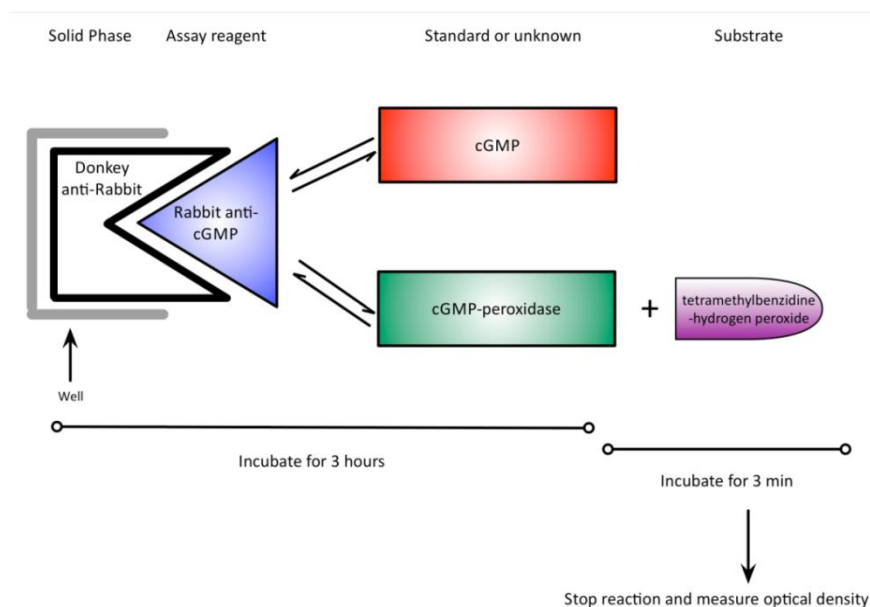 Solid Phase
Assay reagent
Standard or unknown
Substrate
cGMP
Donkey
anti-Rabbit
Rabbit anti-
cGMP
cGMP-peroxidase
+
tetramethylbenzidine
-hydrogen peroxide
Well
Incubate for 3 hours
Incubate for 3 min
Stop reaction and measure optical density